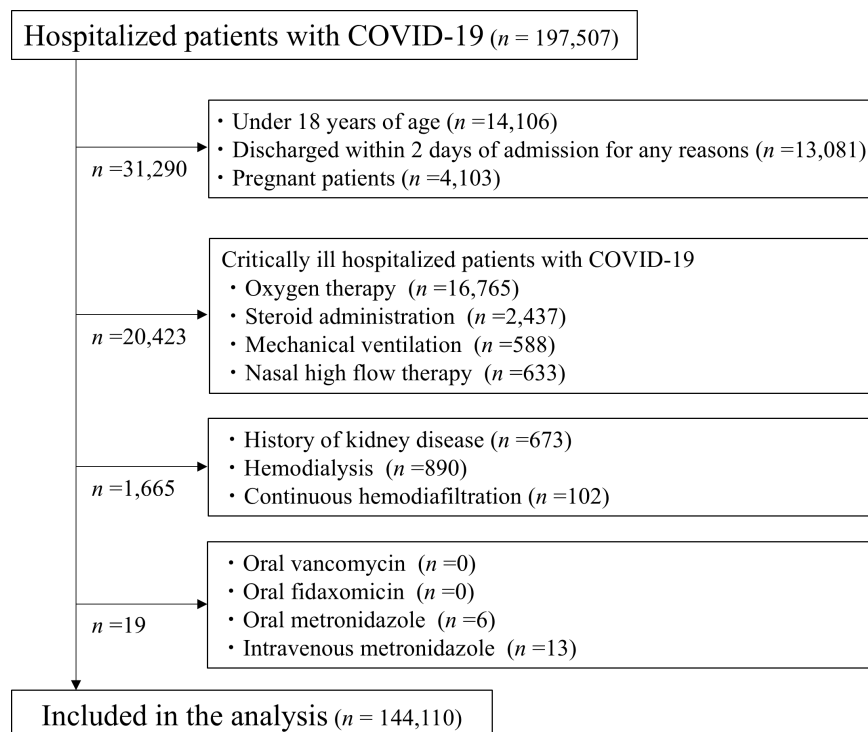 Hospitalized patients with COVID-19 (n = 197,507)
・Under 18 years of age (n =14,106)
・Discharged within 2 days of admission for any reasons (n =13,081)
・Pregnant patients (n =4,103)
n =31,290
Critically ill hospitalized patients with COVID-19
・Oxygen therapy (n =16,765)
・Steroid administration (n =2,437)
・Mechanical ventilation (n =588)
・Nasal high flow therapy (n =633)
n =20,423
・History of kidney disease (n =673)
・Hemodialysis (n =890)
・Continuous hemodiafiltration (n =102)
n =1,665
・Oral vancomycin (n =0)
・Oral fidaxomicin (n =0)
・Oral metronidazole (n =6)
・Intravenous metronidazole (n =13)
n =19
Included in the analysis (n = 144,110)